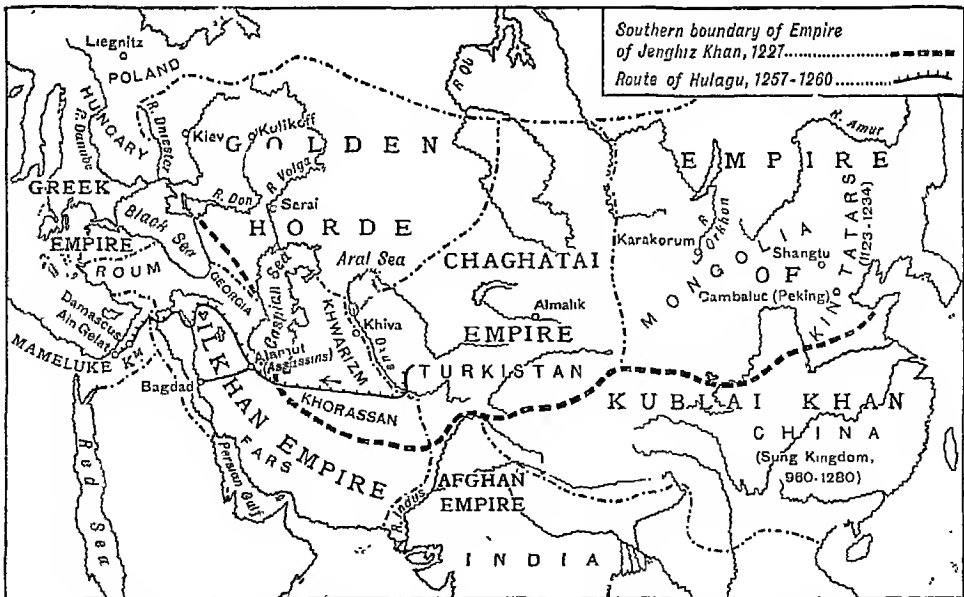 Southern boundary of Empire
of Jenghiz Khan, 1227
Route of Hulagu, 1257-1260
Liegnitz
POLAND
HUNGARY
R. Danube
R. Dniester
Kiev
Kulikoff
GOLDEN
HORDE
R. Ob
R. Don
R. Volga
Sarai
GREEK
EMPIRE
Black Sea
ROUM
GEORGIA
Caspian Sea
Aral Sea
KHWARIZM
Khiva
Oxus
CHAGHATAI
EMPIRE
Almalik
TURKISTAN
EMPIRE
OF
KUBLAI KHAN
R. Amur
R. Orkhon
Karakorum
MONGOLIA
Shangtu
Cambaluc (Peking)
KIN TATARS
(1123-1234)
CHINA
(Sung Kingdom,
960-1280)
Damascus
Ain Gelat
MAMELUKE KM
Bagdad
Alamut
(Assassins)
KHORASSAN
ILKHAN EMPIRE
FARS
Persian Gulf
Red Sea
R. Indus
AFGHAN
EMPIRE
INDIA